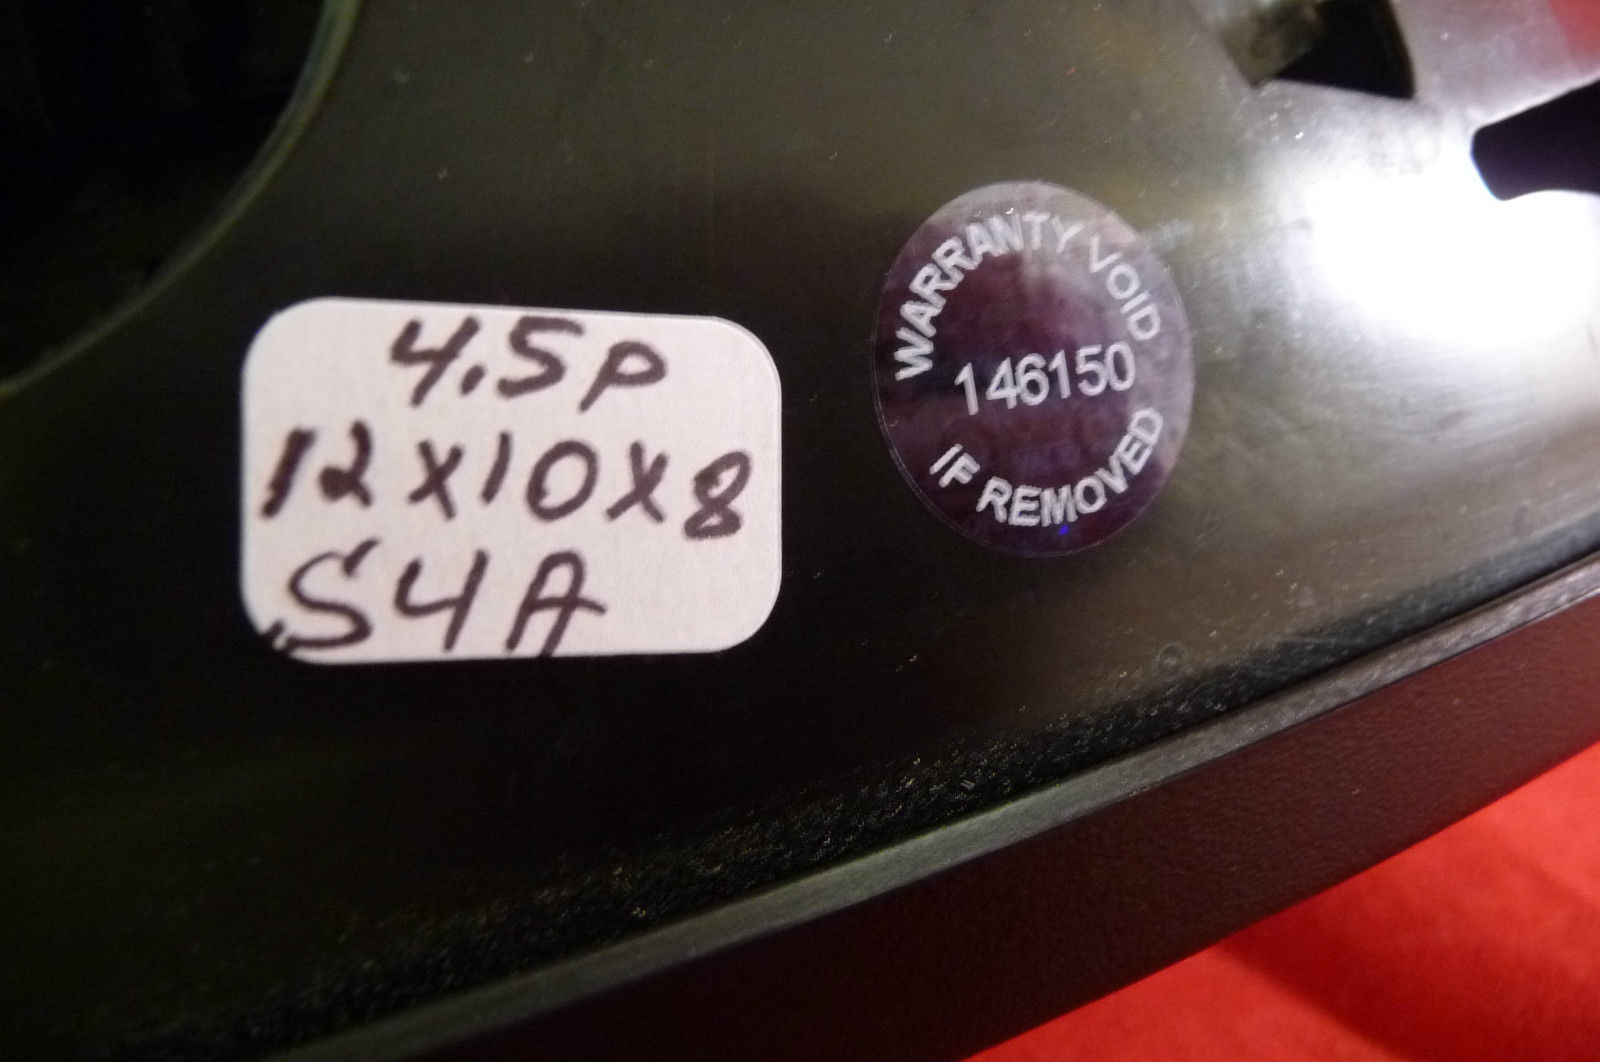 4.5P
12x10x8
S4A
WARRANTY VOID
146150
IF REMOVED